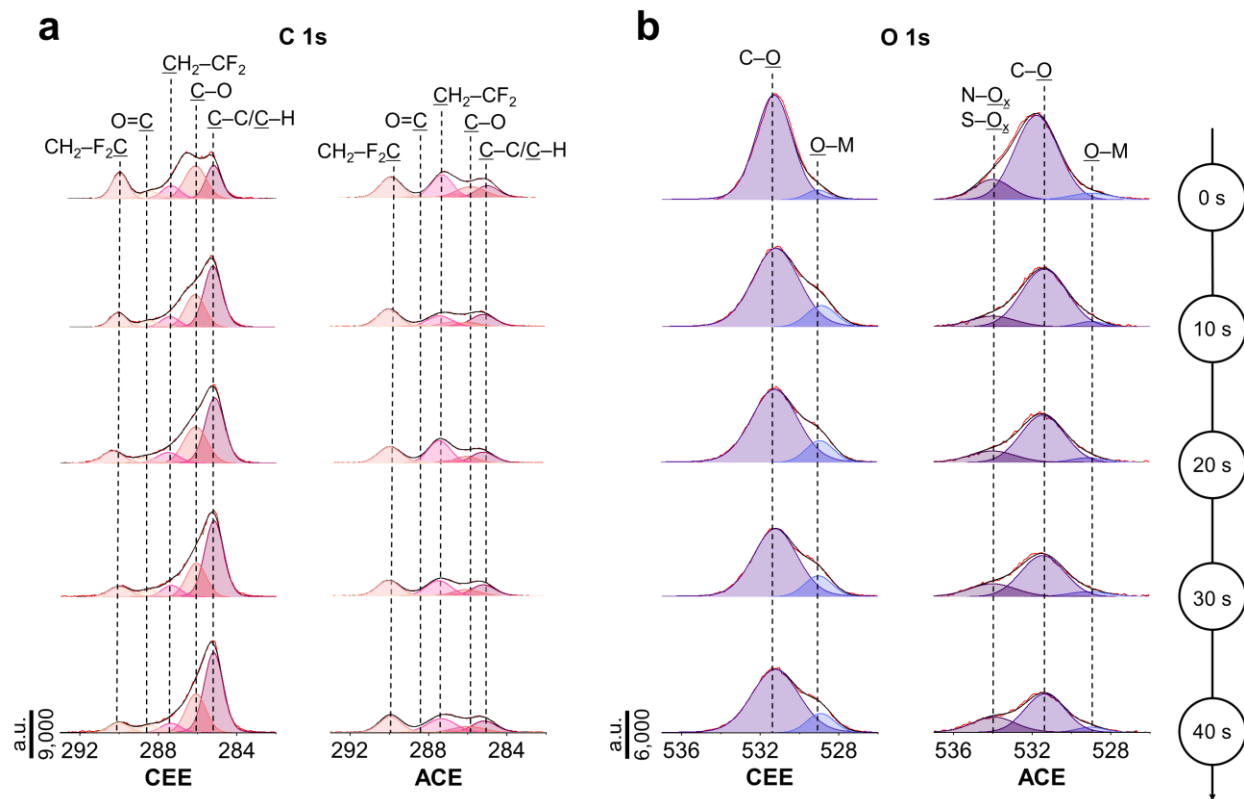 a
C 1s
CH₂–CF₂
C–O
O=C
C–C/C–H
CH₂–F₂C
CH₂–CF₂
O=C
C–O
CH₂–F₂C
C–C/C–H
a.u.
9,000
292
288
284
CEE
292
288
284
ACE
b
O 1s
C–O
O–M
C–O
N–Oₓ
S–Oₓ
O–M
a.u.
6,000
536
532
528
CEE
536
532
528
ACE
0 s
10 s
20 s
30 s
40 s